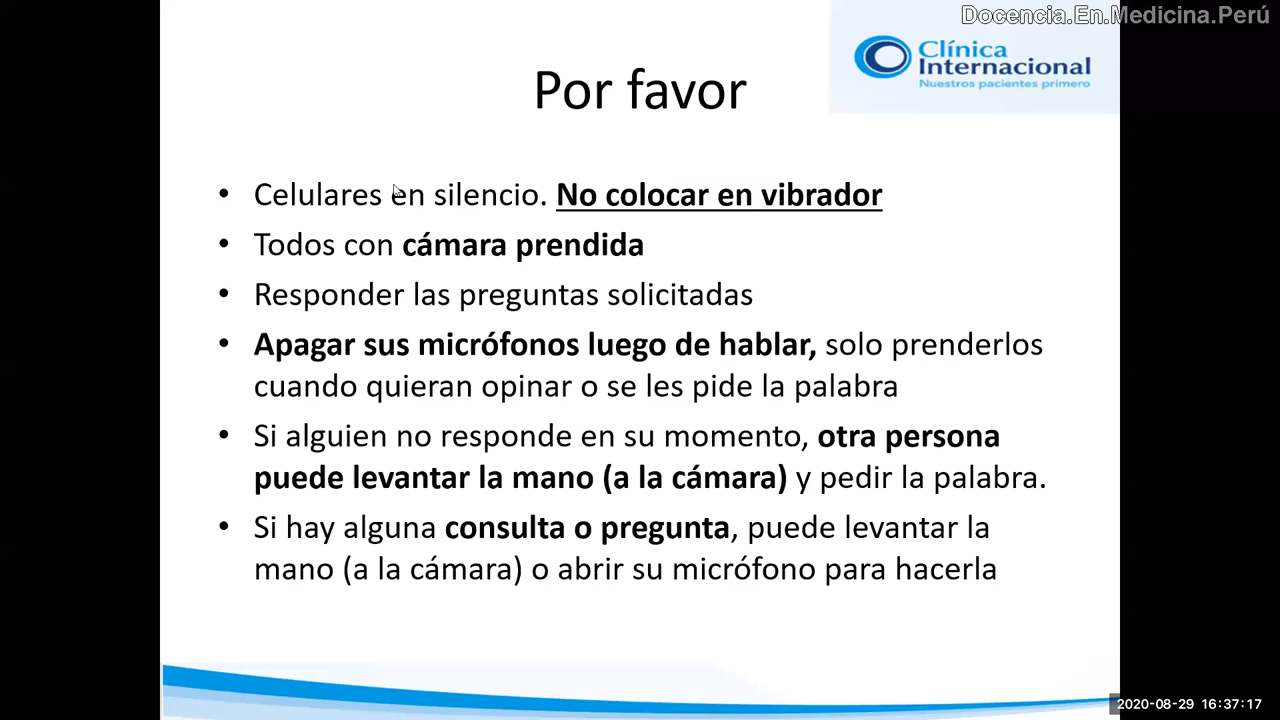 Docencia.En.Medicina.Perú
Clínica
Internacional
Nuestros pacientes primero
Por favor
• Celulares en silencio. No colocar en vibrador
• Todos con cámara prendida
• Responder las preguntas solicitadas
• Apagar sus micrófonos luego de hablar, solo prenderlos
cuando quieran opinar o se les pide la palabra
• Si alguien no responde en su momento, otra persona
puede levantar la mano (a la cámara) y pedir la palabra.
• Si hay alguna consulta o pregunta, puede levantar la
mano (a la cámara) o abrir su micrófono para hacerla
2020-08-29 16:37:17